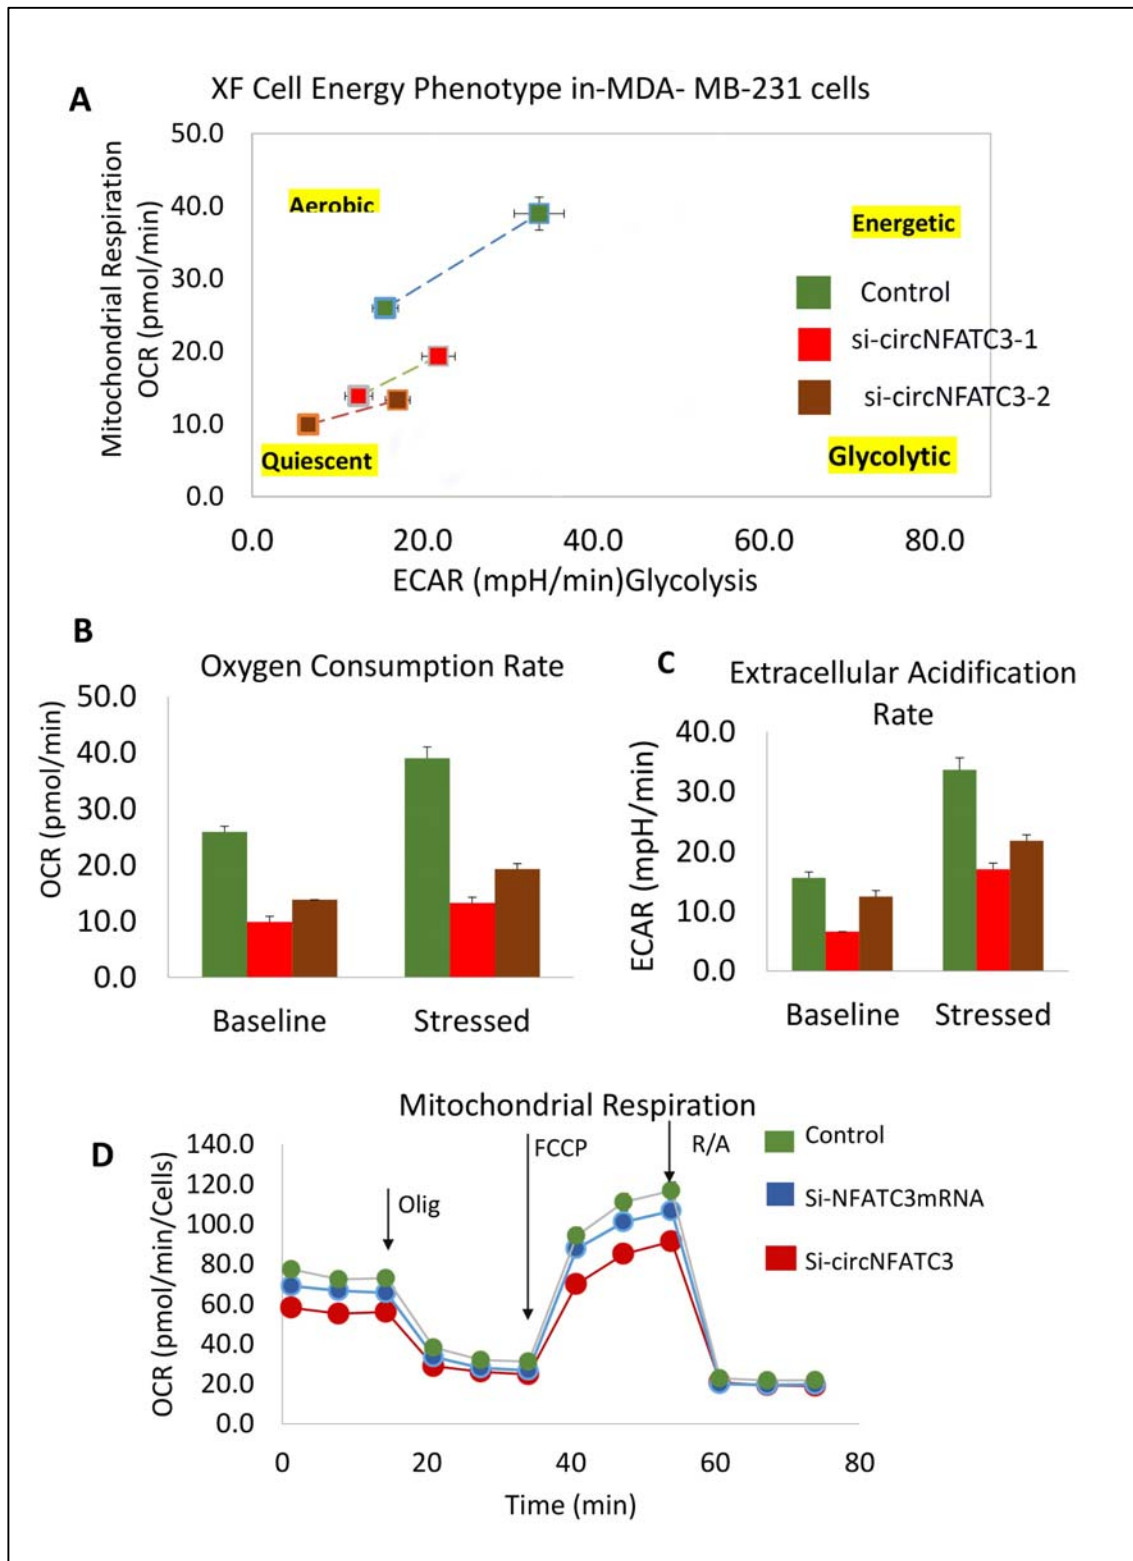 A
XF Cell Energy Phenotype in-MDA- MB-231 cells
Mitochondrial Respiration
OCR (pmol/min)
50.0
40.0
30.0
20.0
10.0
0.0
Aerobic
Energetic
Control
si-circNFATC3-1
si-circNFATC3-2
Quiescent
Glycolytic
0.0 20.0 40.0 60.0 80.0
ECAR (mpH/min)Glycolysis
B
Oxygen Consumption Rate
OCR (pmol/min)
50.0
40.0
30.0
20.0
10.0
0.0
Baseline Stressed
C
Extracellular Acidification
Rate
ECAR (mpH/min)
40.0
30.0
20.0
10.0
0.0
Baseline Stressed
D
Mitochondrial Respiration
OCR (pmol/min/Cells)
140.0
120.0
100.0
80.0
60.0
40.0
20.0
0.0
Olig
FCCP
R/A
Control
Si-NFATC3mRNA
Si-circNFATC3
0 20 40 60 80
Time (min)